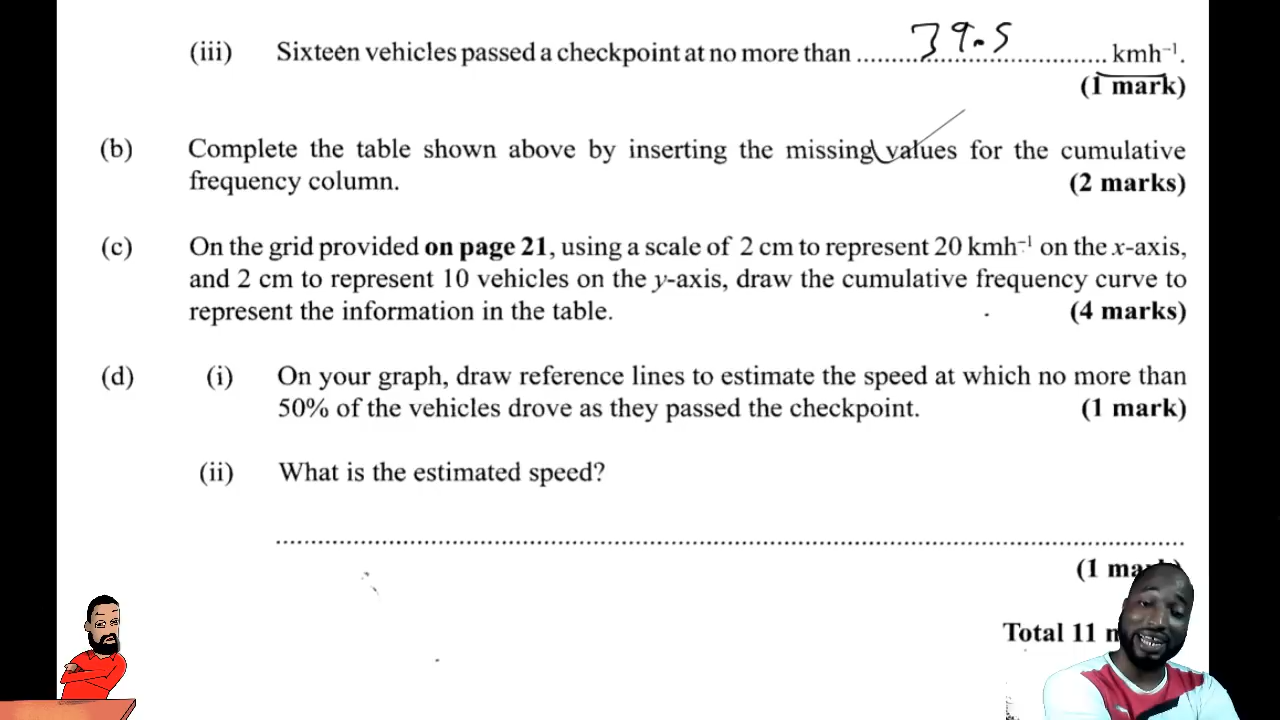 (iii) Sixteen vehicles passed a checkpoint at no more than ........39.5........ kmh⁻¹.
(1 mark)
(b) Complete the table shown above by inserting the missing values for the cumulative
frequency column. (2 marks)
(c) On the grid provided on page 21, using a scale of 2 cm to represent 20 kmh⁻¹ on the x-axis,
and 2 cm to represent 10 vehicles on the y-axis, draw the cumulative frequency curve to
represent the information in the table. (4 marks)
(d) (i) On your graph, draw reference lines to estimate the speed at which no more than
50% of the vehicles drove as they passed the checkpoint. (1 mark)
(ii) What is the estimated speed?
(1
Total 11